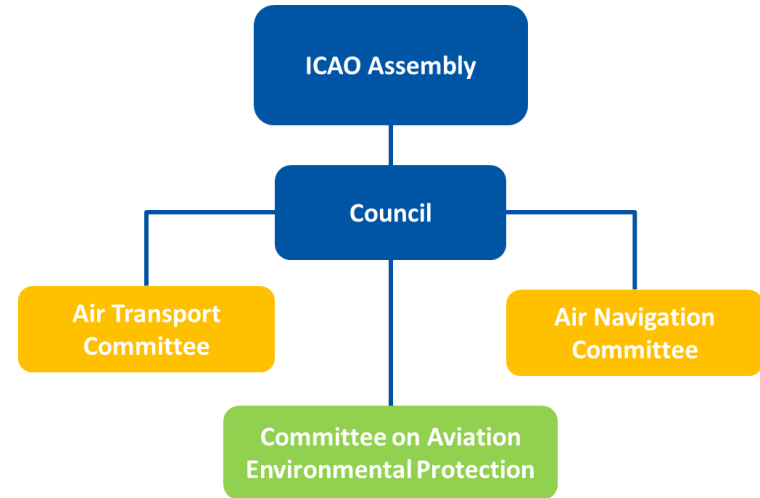 ICAO Assembly
Council
Air Transport
Committee
Air Navigation
Committee
Committee on Aviation
Environmental Protection